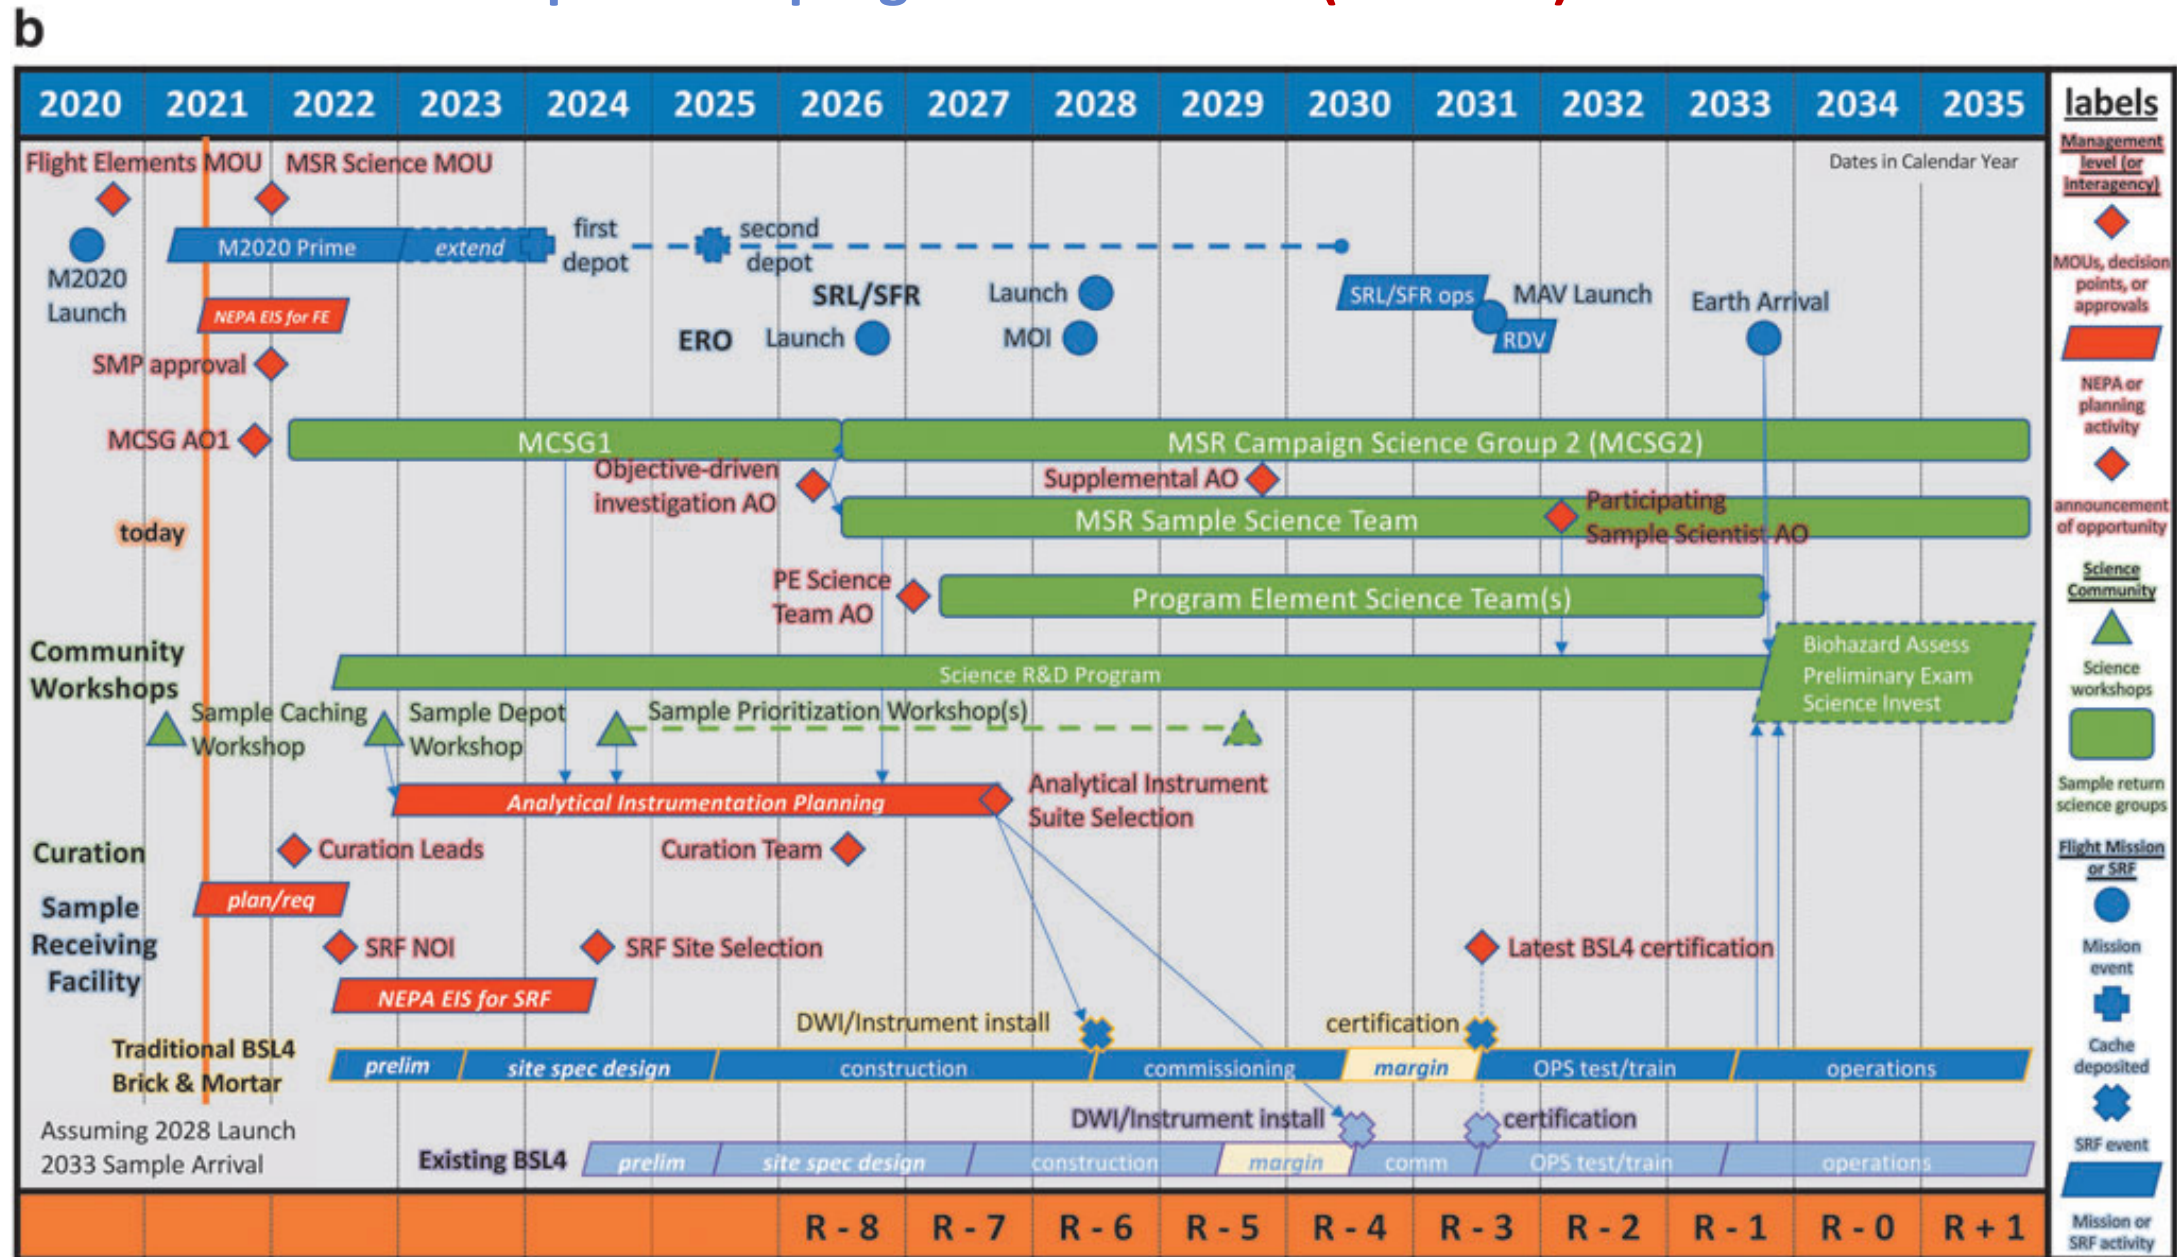 b
2020 2021 2022 2023 2024 2025 2026 2027 2028 2029 2030 2031 2032 2033 2034 2035
Flight Elements MOU
MSR Science MOU
Dates in Calendar Year
M2020 Prime
extend
first
depot
second
depot
M2020
Launch
NEPA EIS for FE
SRL/SFR
Launch
ERO
Launch
MOI
SRL/SFR ops
MAV Launch
RDV
Earth Arrival
SMP approval
MCSG AO1
MCSG1
MSR Campaign Science Group 2 (MCSG2)
Objective-driven
investigation AO
Supplemental AO
MSR Sample Science Team
Participating
Sample Scientist AO
today
PE Science
Team AO
Program Element Science Team(s)
Community
Workshops
Science R&D Program
Biohazard Assess
Preliminary Exam
Science Invest
Sample Caching
Workshop
Sample Depot
Workshop
Sample Prioritization Workshop(s)
Analytical Instrumentation Planning
Analytical Instrument
Suite Selection
Curation
Curation Leads
Curation Team
Sample
Receiving
Facility
plan/req
SRF NOI
SRF Site Selection
Latest BSL4 certification
NEPA EIS for SRF
DWI/Instrument install
certification
Traditional BSL4
Brick & Mortar
prelim
site spec design
construction
commissioning
margin
OPS test/train
operations
Assuming 2028 Launch
2033 Sample Arrival
DWI/Instrument install
certification
Existing BSL4
prelim
site spec design
construction
margin
comm
OPS test/train
operations
R - 8 R - 7 R - 6 R - 5 R - 4 R - 3 R - 2 R - 1 R - 0 R + 1
labels
Management
level (or
Interagency)
MOUs, decision
points, or
approvals
NEPA or
planning
activity
announcement
of opportunity
Science
Community
Science
workshops
Sample return
science groups
Flight Mission
or SRF
Mission
event
Cache
deposited
SRF event
Mission or
SRF activity